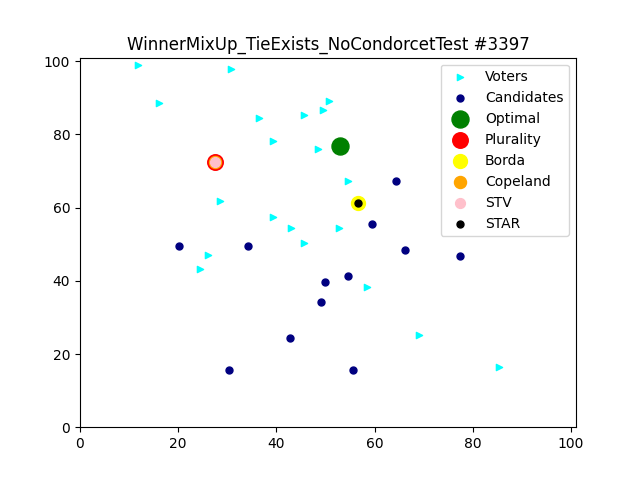 WinnerMixUp_TieExists_NoCondorcetTest #3397
100
80
60
40
20
0
0
20
40
60
80
100
Voters
Candidates
Optimal
Plurality
Borda
Copeland
STV
STAR